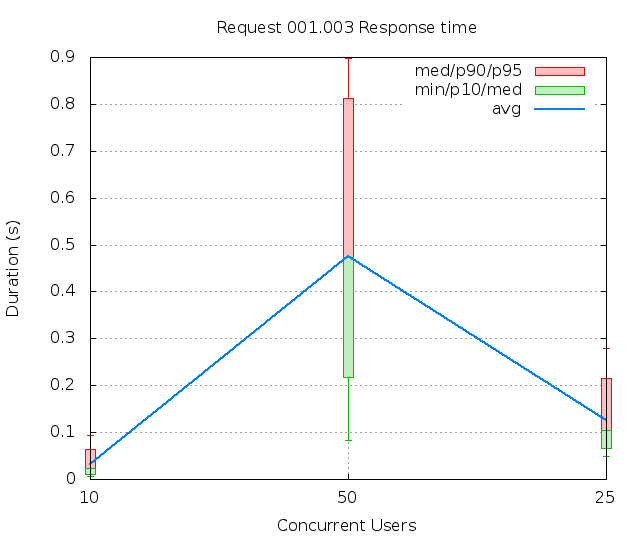 Request 001.003 Response time
0.9
0.8
0.7
0.6
0.5
0.4
0.3
0.2
0.1
0
med/p90/p95
min/p10/med
avg
Duration (s)
10 50 25
Concurrent Users